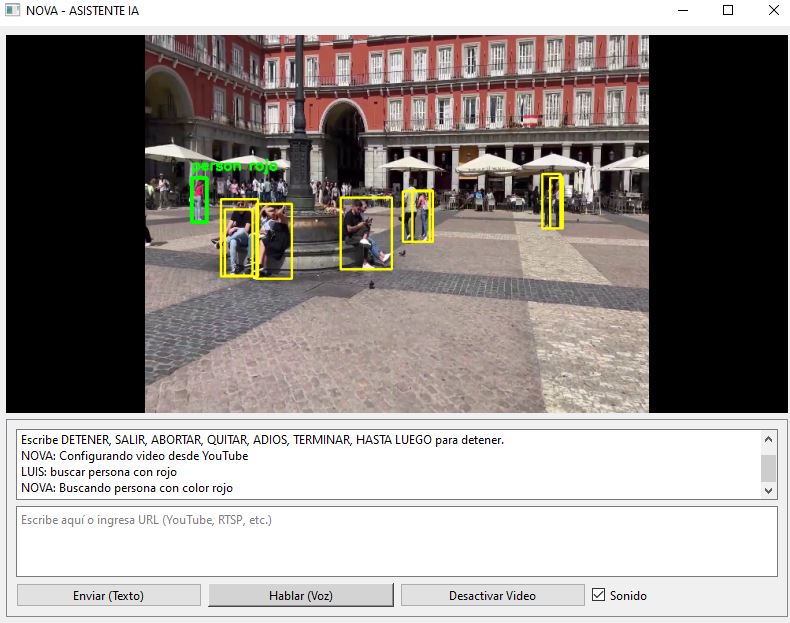 NOVA - ASISTENTE IA
person rojo
Escribe DETENER, SALIR, ABORTAR, QUITAR, ADIOS, TERMINAR, HASTA LUEGO para detener.
NOVA: Configurando video desde YouTube
LUIS: buscar persona con rojo
NOVA: Buscando persona con color rojo
Escribe aquí o ingresa URL (YouTube, RTSP, etc.)
Enviar (Texto)
Hablar (Voz)
Desactivar Video
Sonido